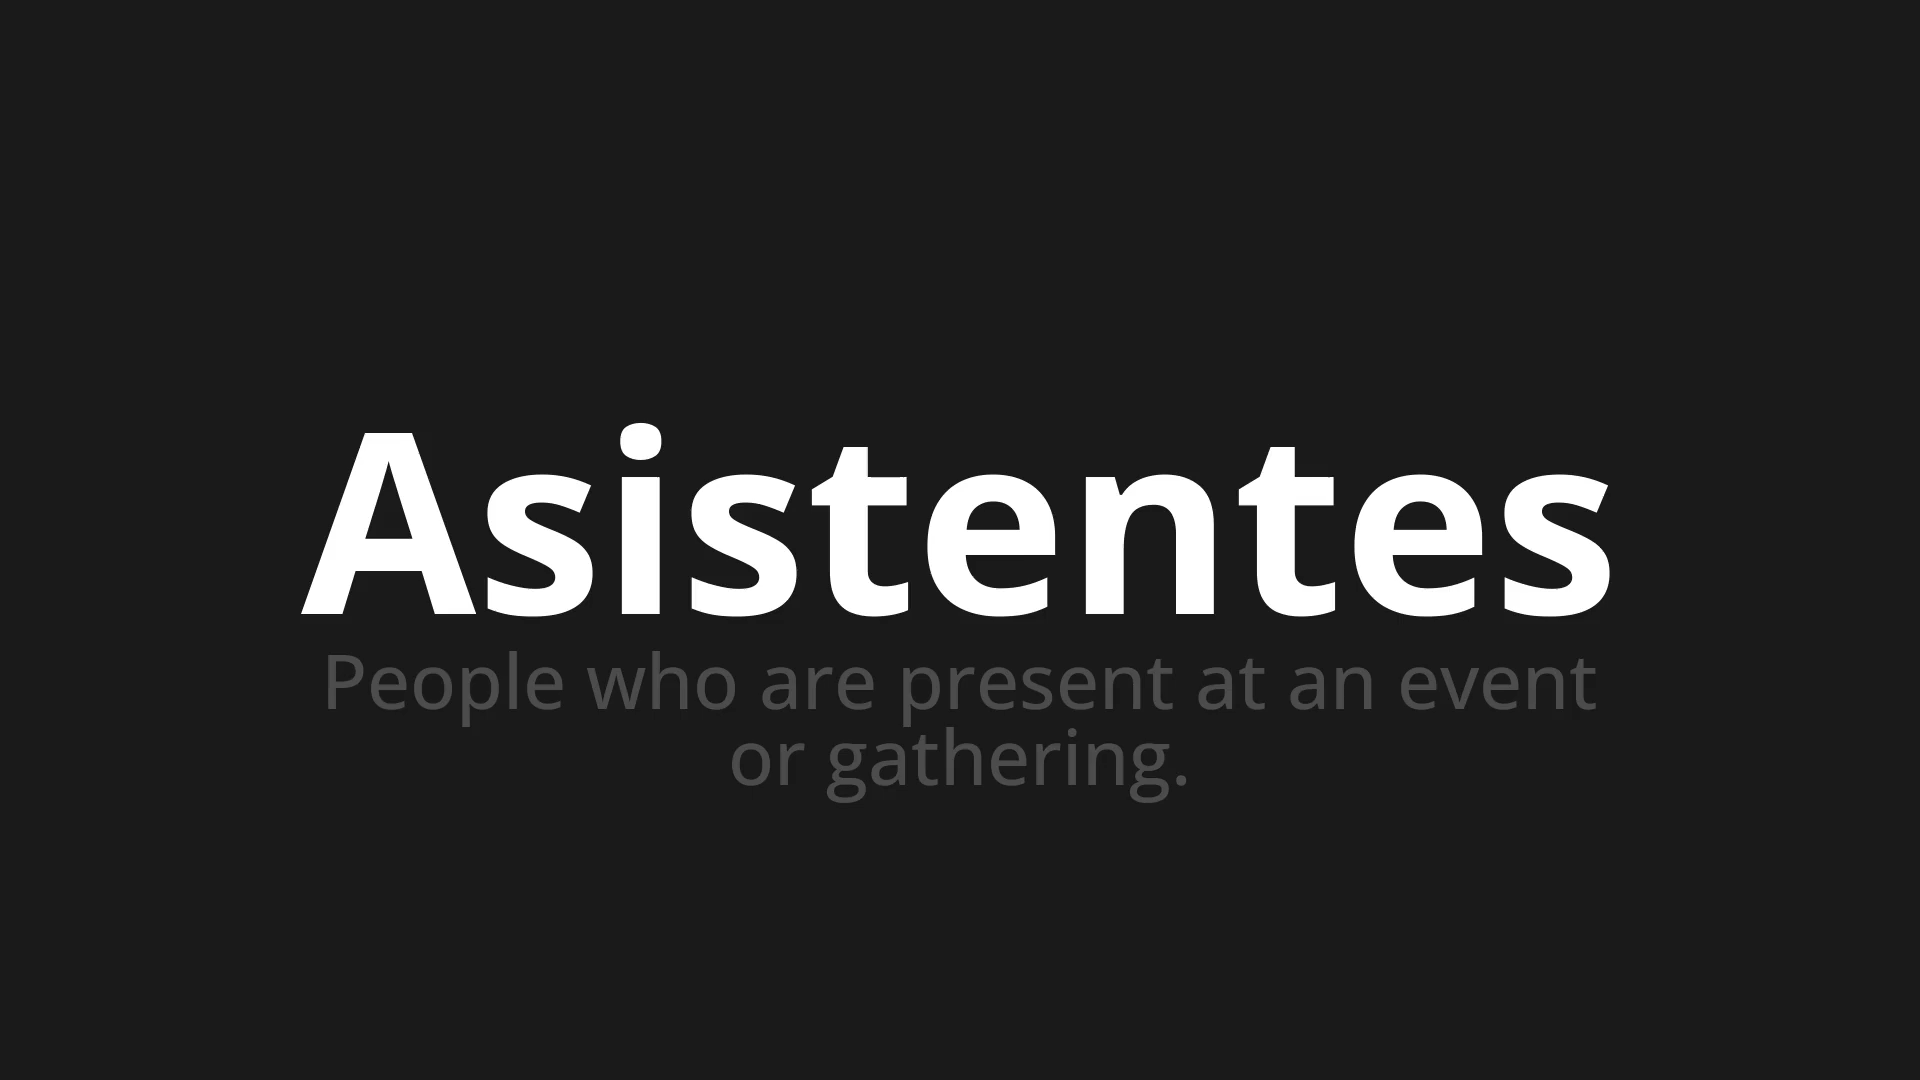 Asistentes
People who are present at an event
or gathering.